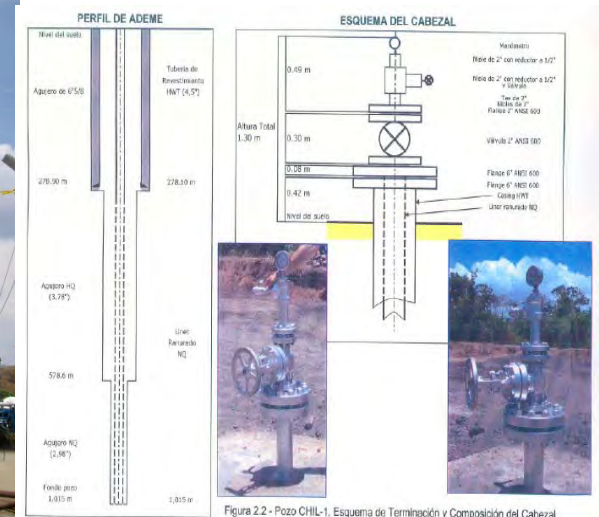 PERFIL DE ADEME
Nivel del suelo
Tubería de
Revestimiento
HWT (4,5")
Agujero de 6"5/8
278.90 m
278.10 m
Agujero HQ
(3.78")
Liner
Ranurado
NQ
578.6 m
Agujero NQ
(2,98")
Fondo pozo
1,015 m
1,015 m
ESQUEMA DEL CABEZAL
Manómetro
Niple de 2" con reductor a 1/2"
0.49 m
Niple de 2" con reductor a 1/2"
y Válvula
Tee de 2"
Niples de 2"
Flange 2" ANSI 600
Altura Total
1.30 m
0.30 m
Válvula 2" ANSI 600
0.08 m
Flange 6" ANSI 600
Flange 6" ANSI 600
0.42 m
Casing HWT
Liner ranurado NQ
Nivel del suelo
Figura 2.2 - Pozo CHIL-1. Esquema de Terminación y Composición del Cabezal